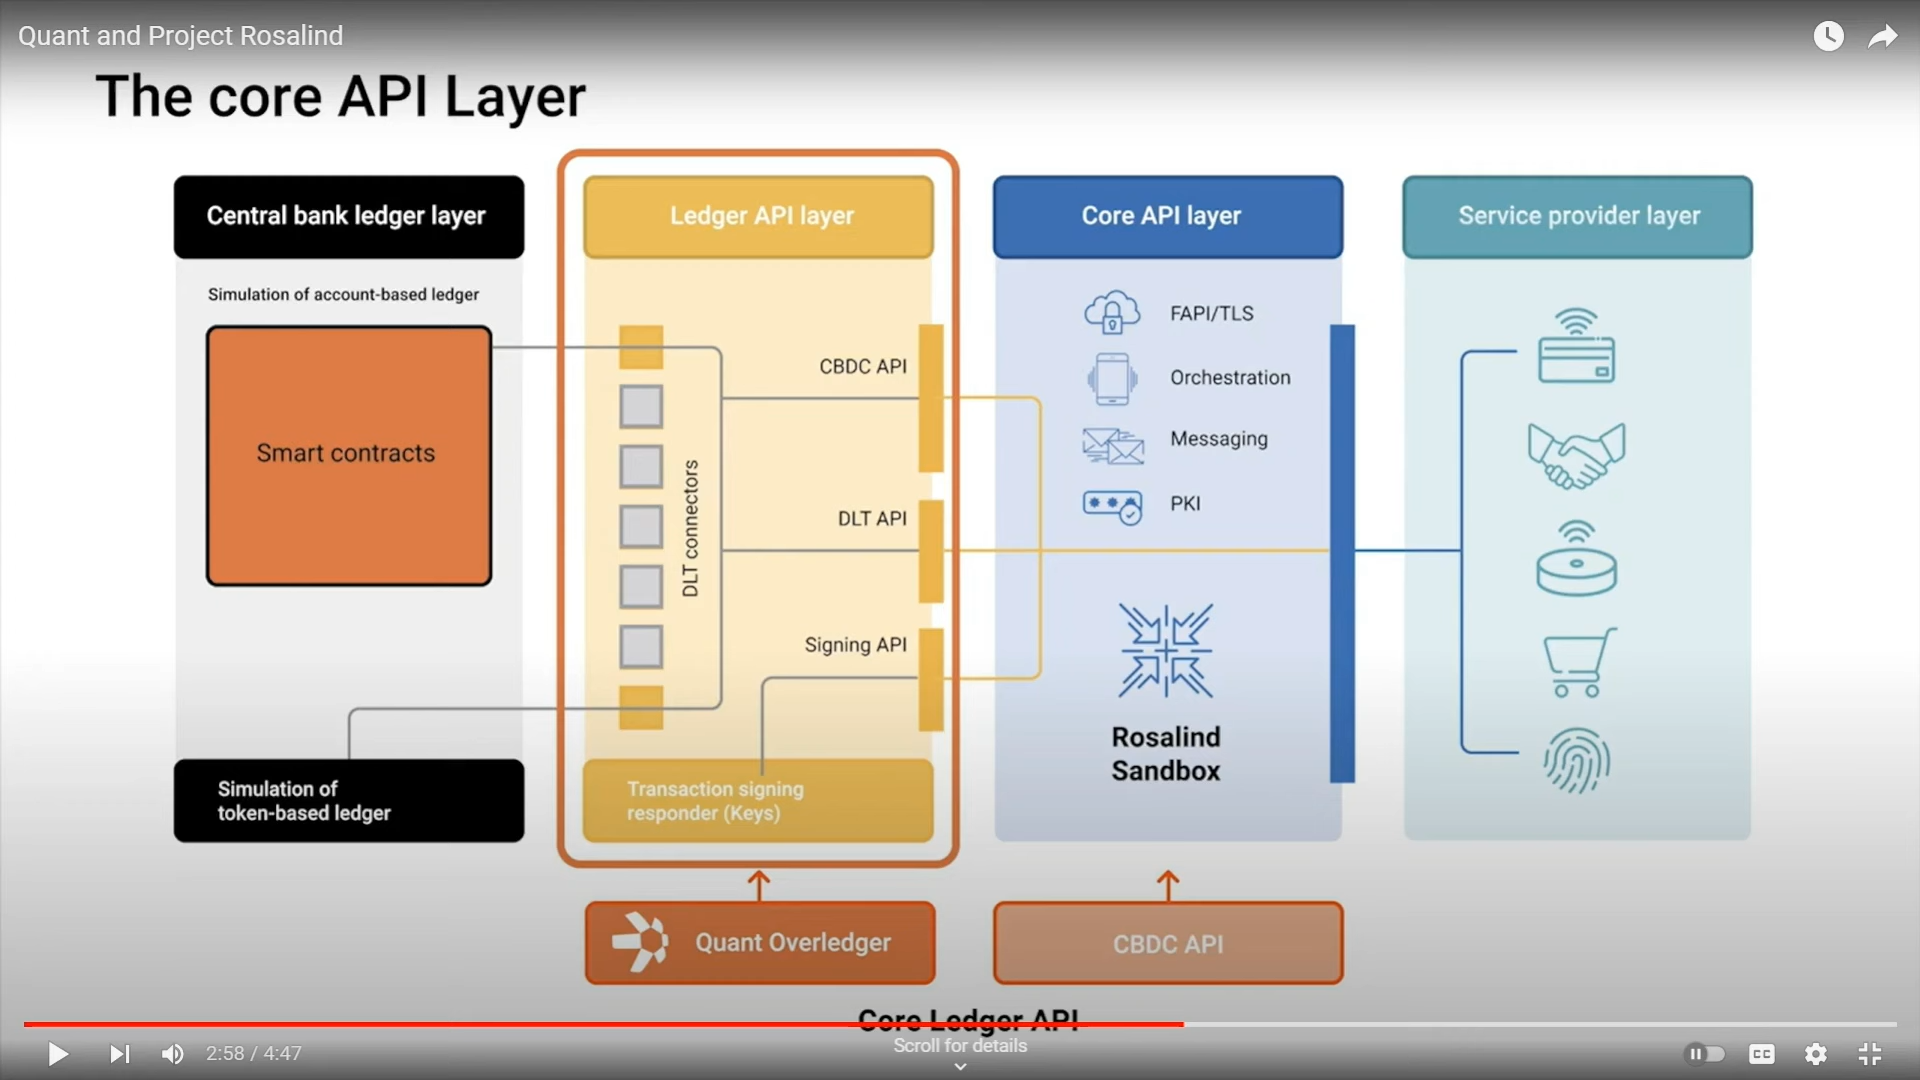 Quant and Project Rosalind
The core API Layer
Central bank ledger layer
Simulation of account-based ledger
Smart contracts
Simulation of
token-based ledger
Ledger API layer
DLT connectors
CBDC API
DLT API
Signing API
Transaction signing
responder (Keys)
Core API layer
FAPI/TLS
Orchestration
Messaging
PKI
Rosalind
Sandbox
Service provider layer
Quant Overledger
CBDC API
Core Ledger API
Scroll for details
2:58 / 4:47
CC